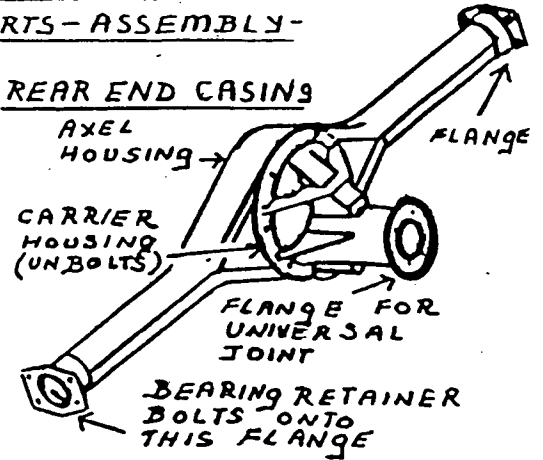 RTS-ASSEMBLY-
REAR END CASING
AXEL
HOUSING
FLANGE
CARRIER
HOUSING
(UNBOLTS)
FLANGE FOR
UNIVERSAL
JOINT
BEARING RETAINER
BOLTS ONTO
THIS FLANGE